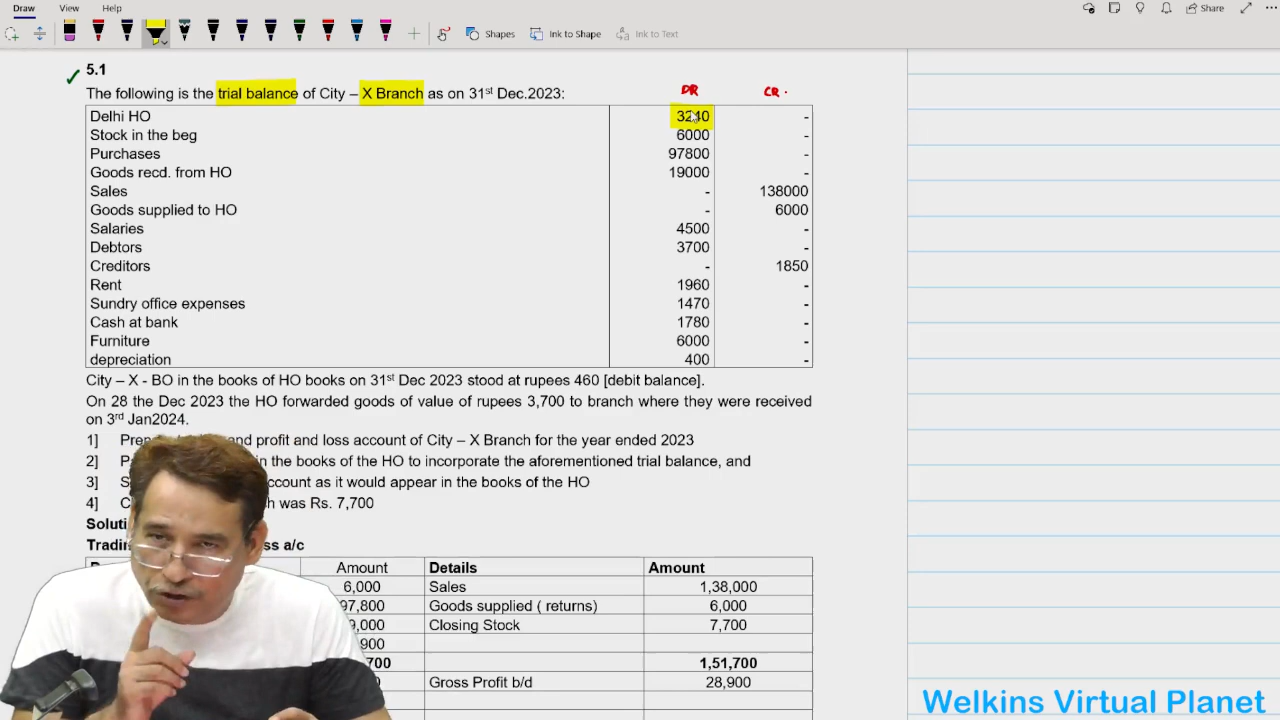 Draw View Help
Share
Shapes Ink to Shape Ink to Text
5.1
The following is the trial balance of City – X Branch as on 31st Dec.2023:
DR CR
Delhi HO 3240 -
Stock in the beg 6000 -
Purchases 97800 -
Goods recd. from HO 19000 -
Sales - 138000
Goods supplied to HO - 6000
Salaries 4500 -
Debtors 3700 -
Creditors - 1850
Rent 1960 -
Sundry office expenses 1470 -
Cash at bank 1780 -
Furniture 6000 -
depreciation 400 -
City – X - BO in the books of HO books on 31st Dec 2023 stood at rupees 460 [debit balance].
On 28 the Dec 2023 the HO forwarded goods of value of rupees 3,700 to branch where they were received
on 3rd Jan2024.
1] and profit and loss account of City – X Branch for the year ended 2023
2] in the books of the HO to incorporate the aforementioned trial balance, and
3] account as it would appear in the books of the HO
4] was Rs. 7,700
a/c
Amount Details Amount
6,000 Sales 1,38,000
97,800 Goods supplied ( returns) 6,000
Closing Stock 7,700
1,51,700
Gross Profit b/d 28,900
Welkins Virtual Planet